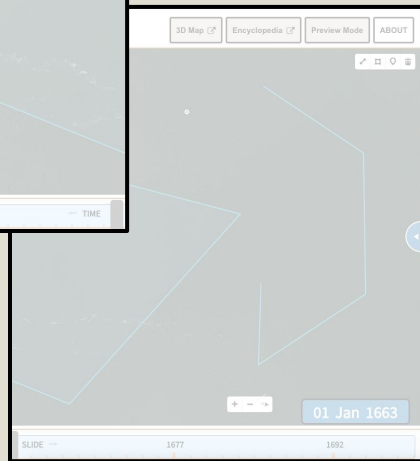 3D Map Encyclopedia Preview Mode ABOUT
TIME
01 Jan 1663
SLIDE 1677 1692